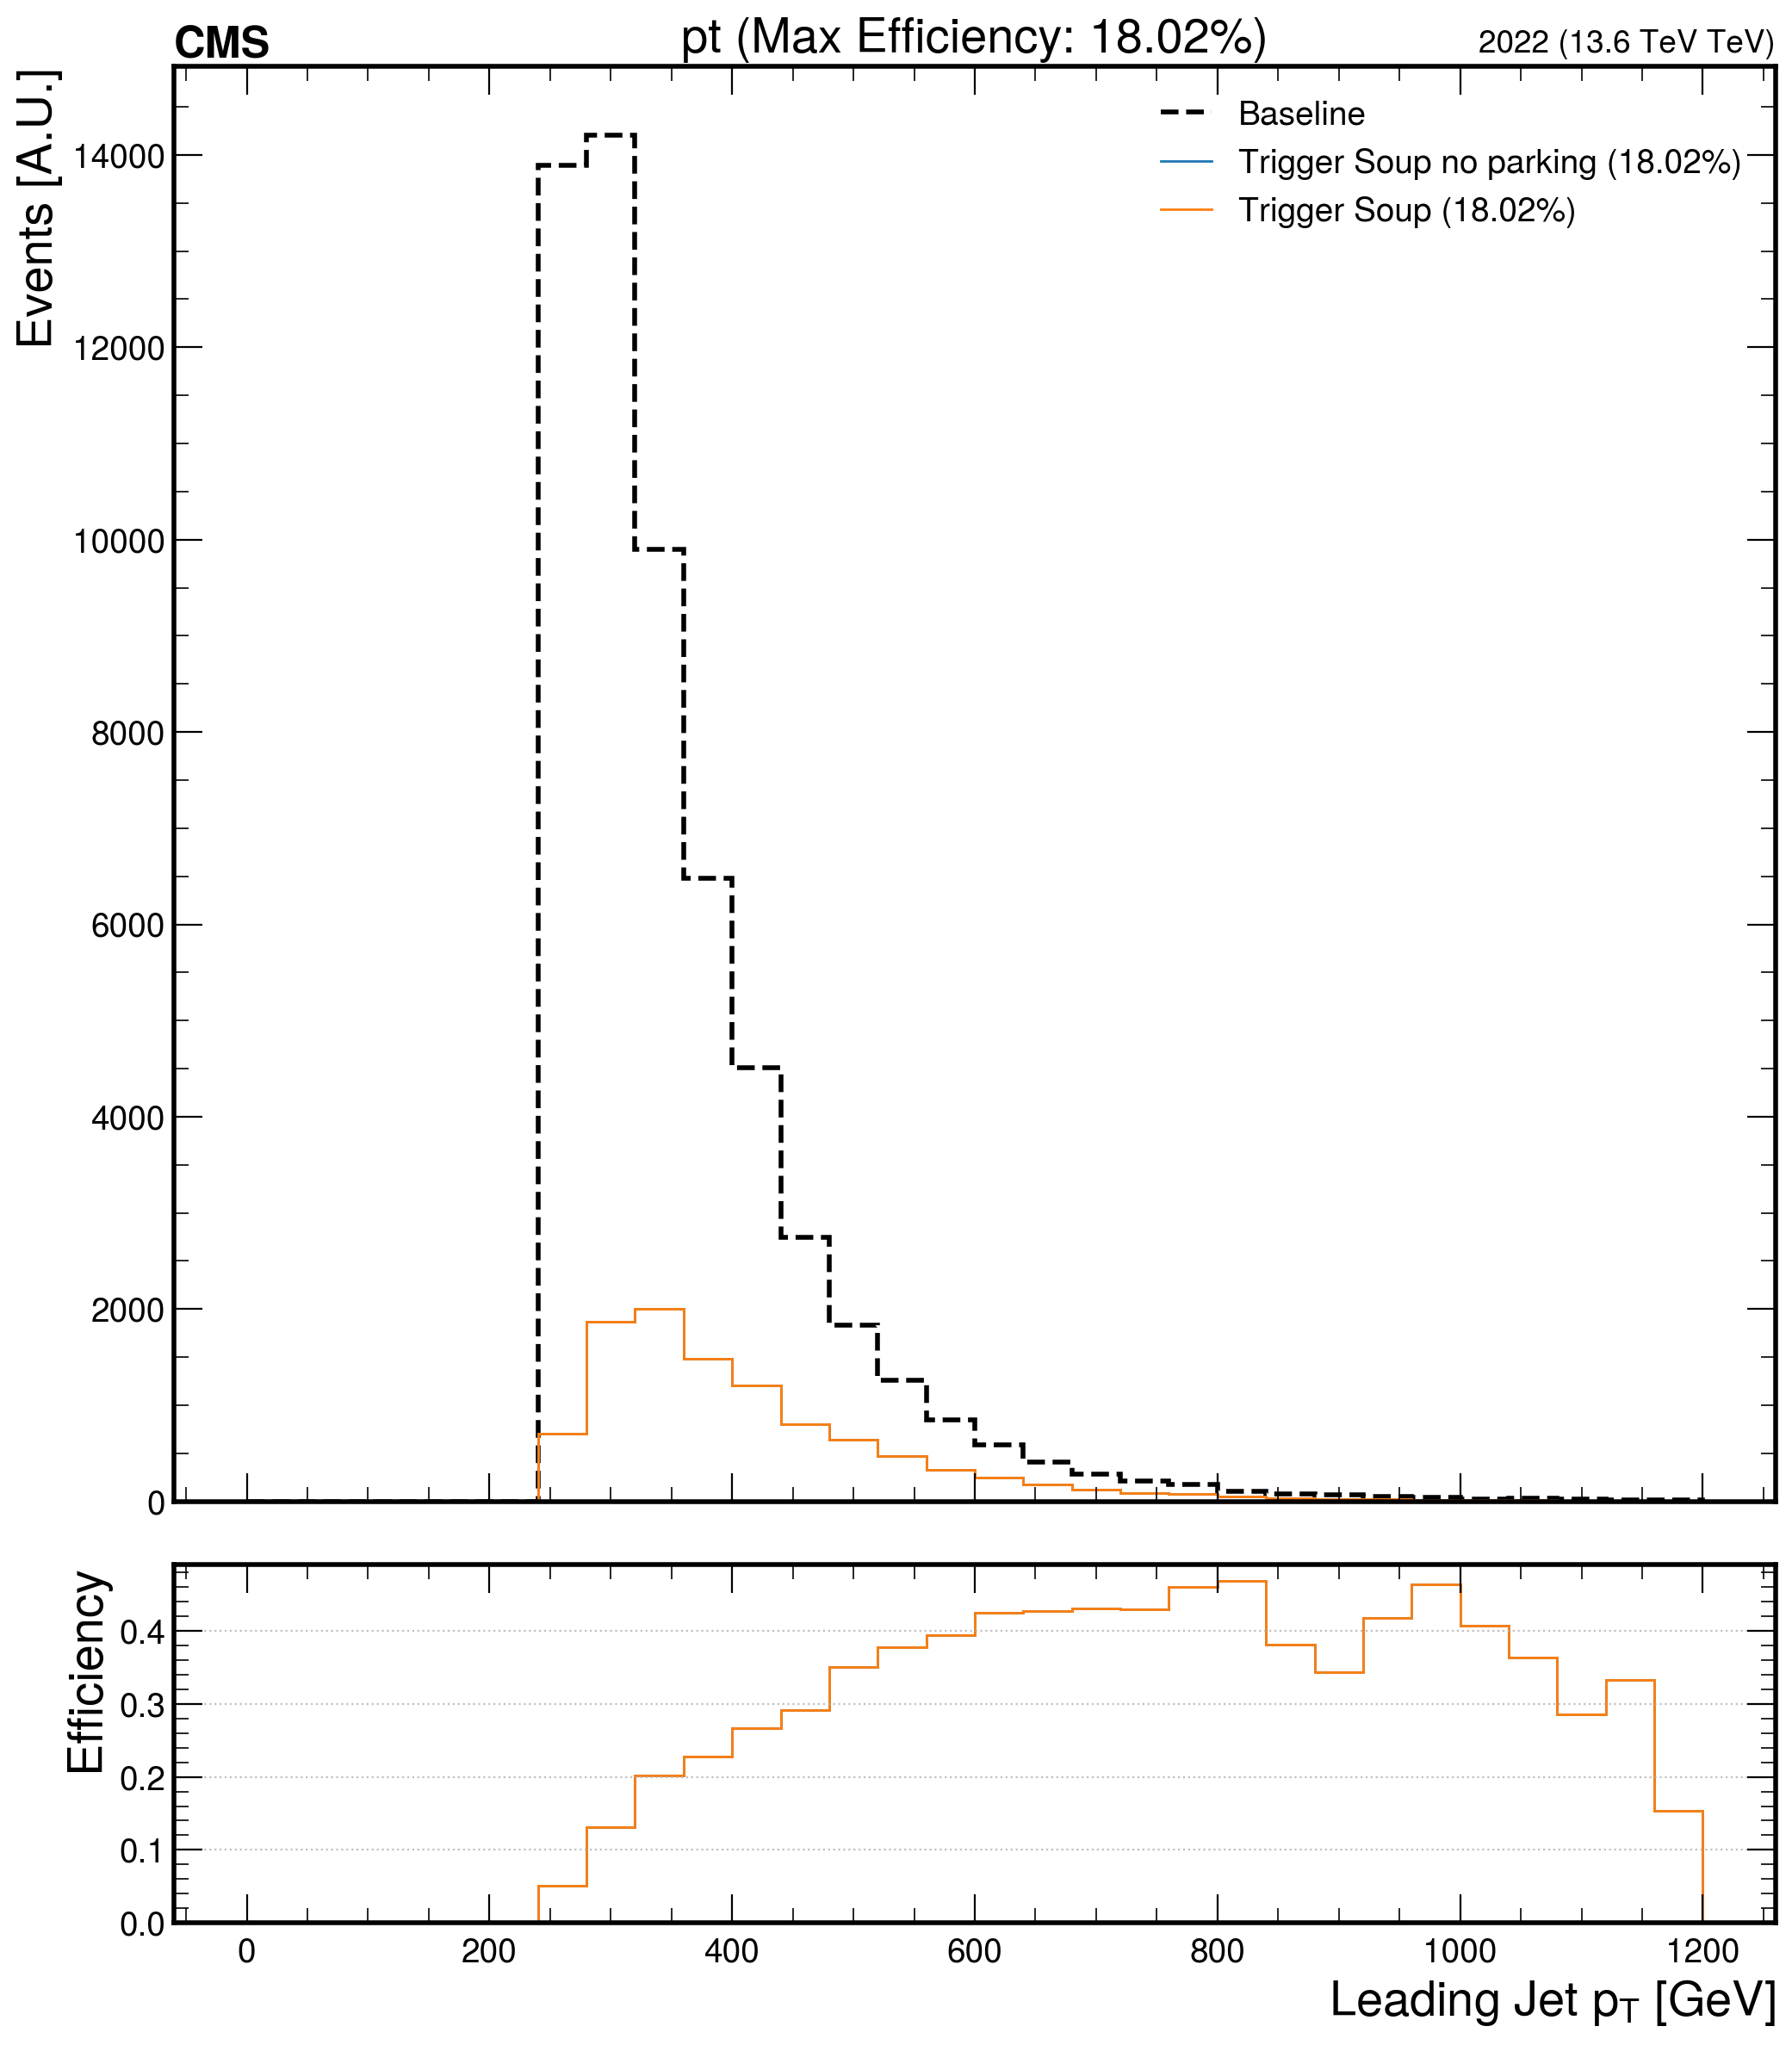 CMS
pt (Max Efficiency: 18.02%)
2022 (13.6 TeV TeV)
Events [A.U.]
Baseline
Trigger Soup no parking (18.02%)
Trigger Soup (18.02%)
14000
12000
10000
8000
6000
4000
2000
0
Efficiency
0.4
0.3
0.2
0.1
0.0
0 200 400 600 800 1000 1200
Leading Jet pT [GeV]